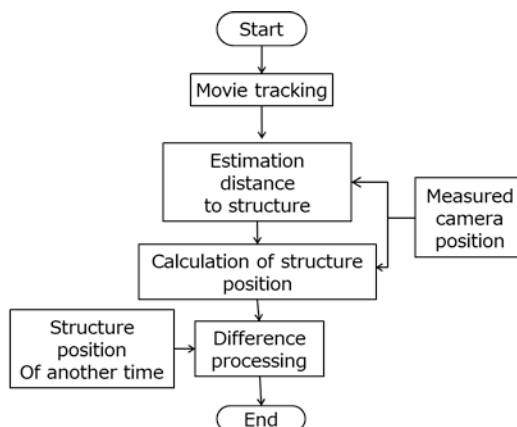 Start
Movie tracking
Estimation
distance
to structure
Measured
camera
position
Calculation of structure
position
Structure
position
Of another time
Difference
processing
End